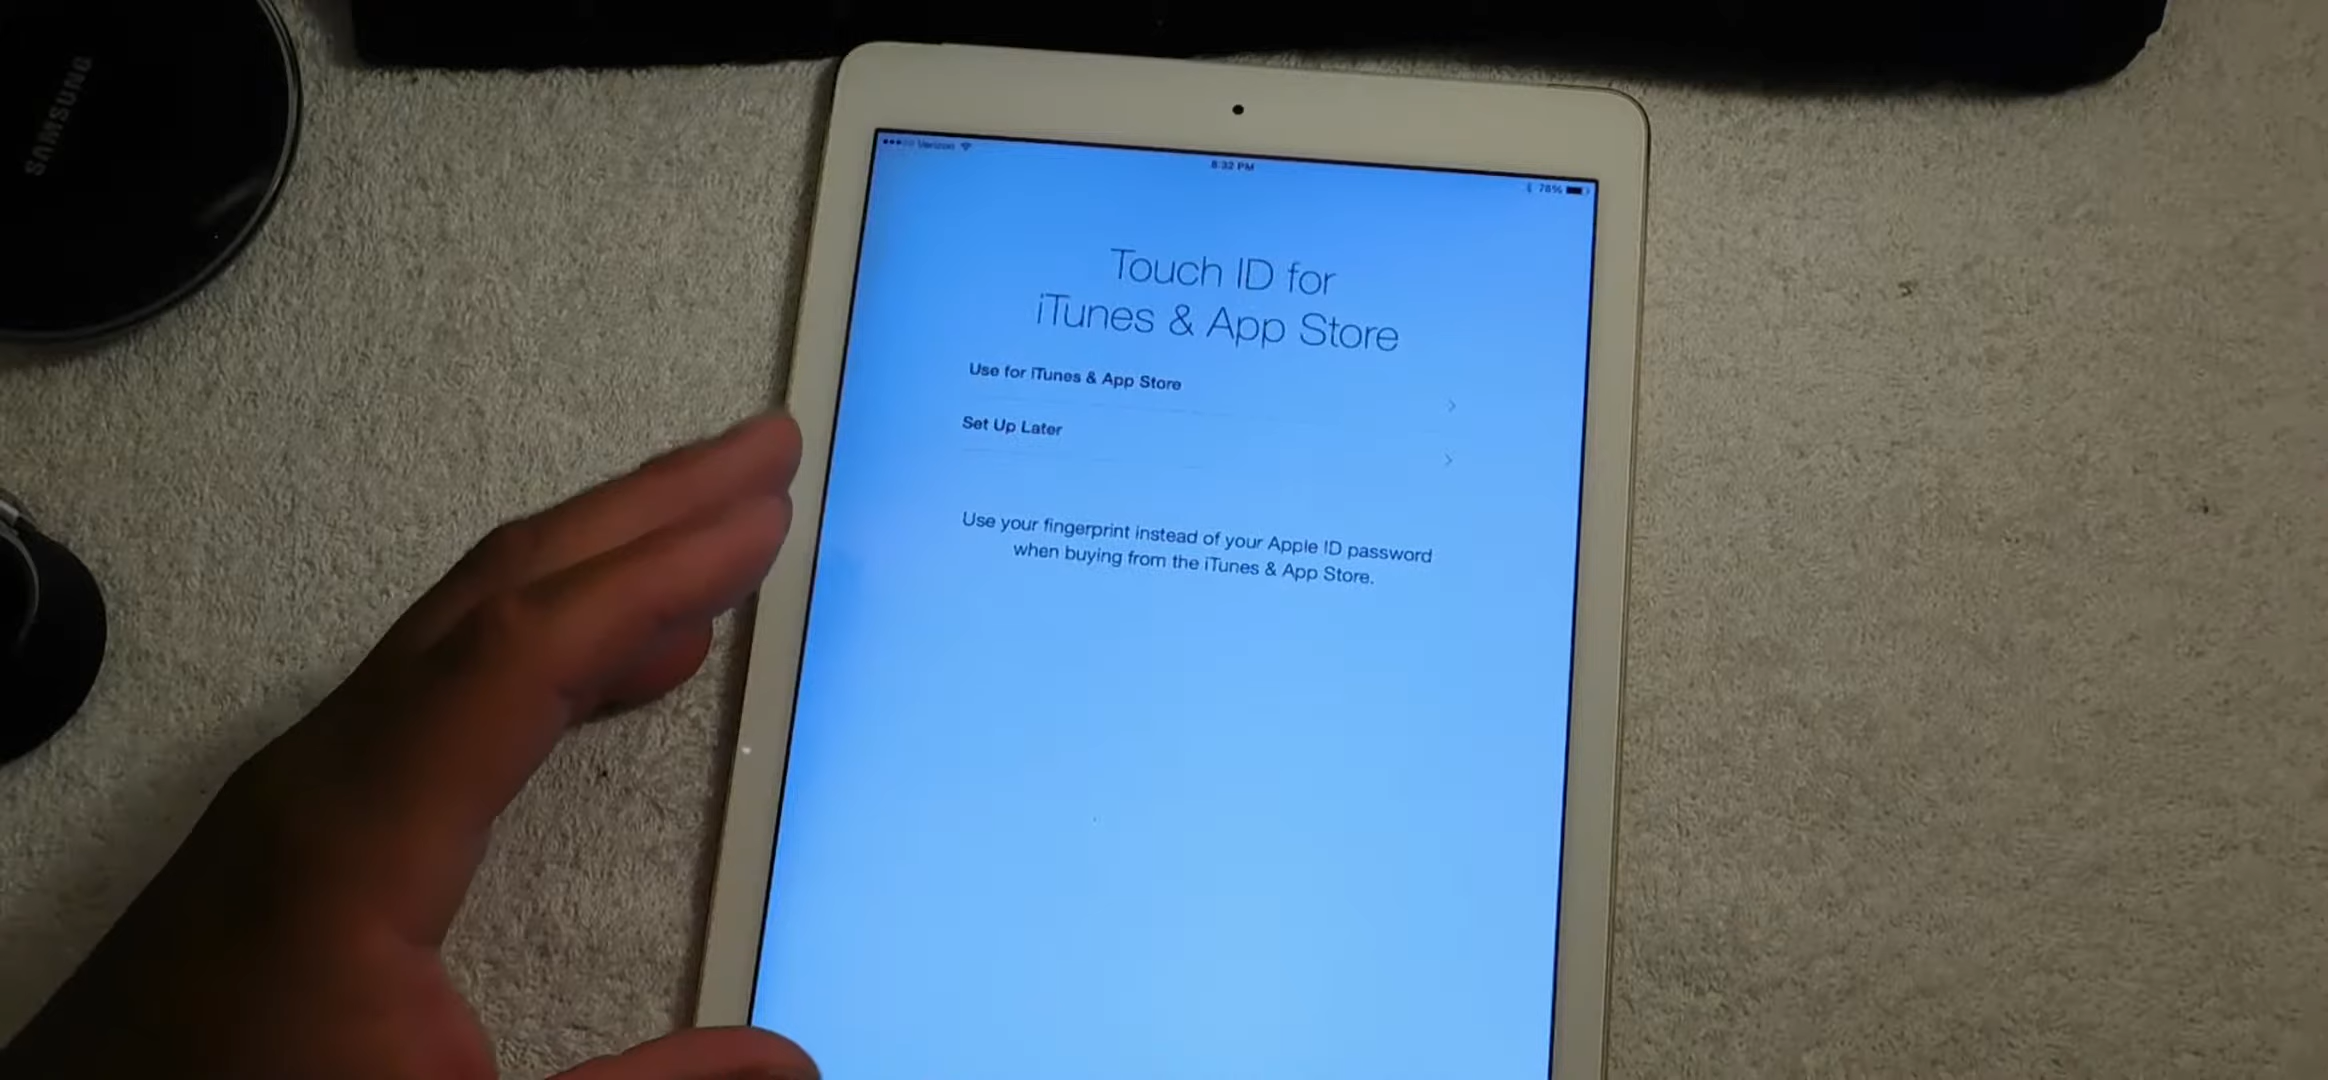 SAMSUNG
Verizon
8:32 PM
78%
Touch ID for
iTunes & App Store
Use for iTunes & App Store
Set Up Later
Use your fingerprint instead of your Apple ID password
when buying from the iTunes & App Store.